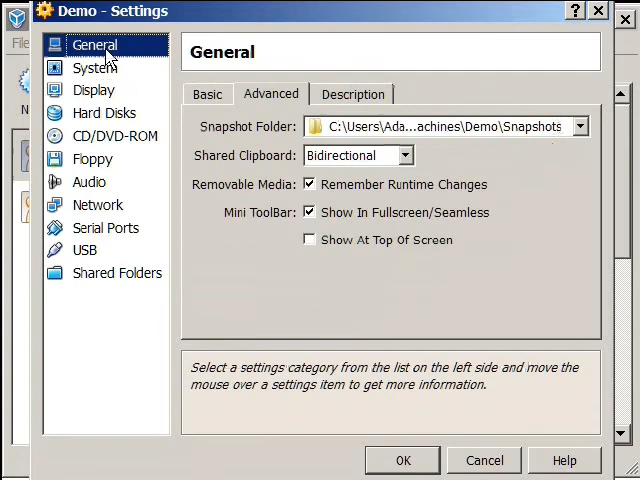 Demo - Settings
File
N
General
System
Display
Hard Disks
CD/DVD-ROM
Floppy
Audio
Network
Serial Ports
USB
Shared Folders
General
Basic
Advanced
Description
Snapshot Folder:
C:\Users\Ada...achines\Demo\Snapshots
Shared Clipboard:
Bidirectional
Removable Media:
Remember Runtime Changes
Mini ToolBar:
Show In Fullscreen/Seamless
Show At Top Of Screen
Select a settings category from the list on the left side and move the
mouse over a settings item to get more information.
OK
Cancel
Help